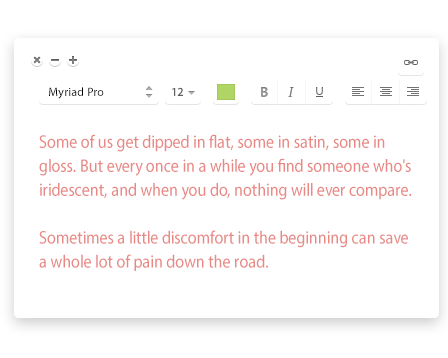 Myriad Pro 12 B I U
Some of us get dipped in flat, some in satin, some in
gloss. But every once in a while you find someone who's
iridescent, and when you do, nothing will ever compare.
Sometimes a little discomfort in the beginning can save
a whole lot of pain down the road.